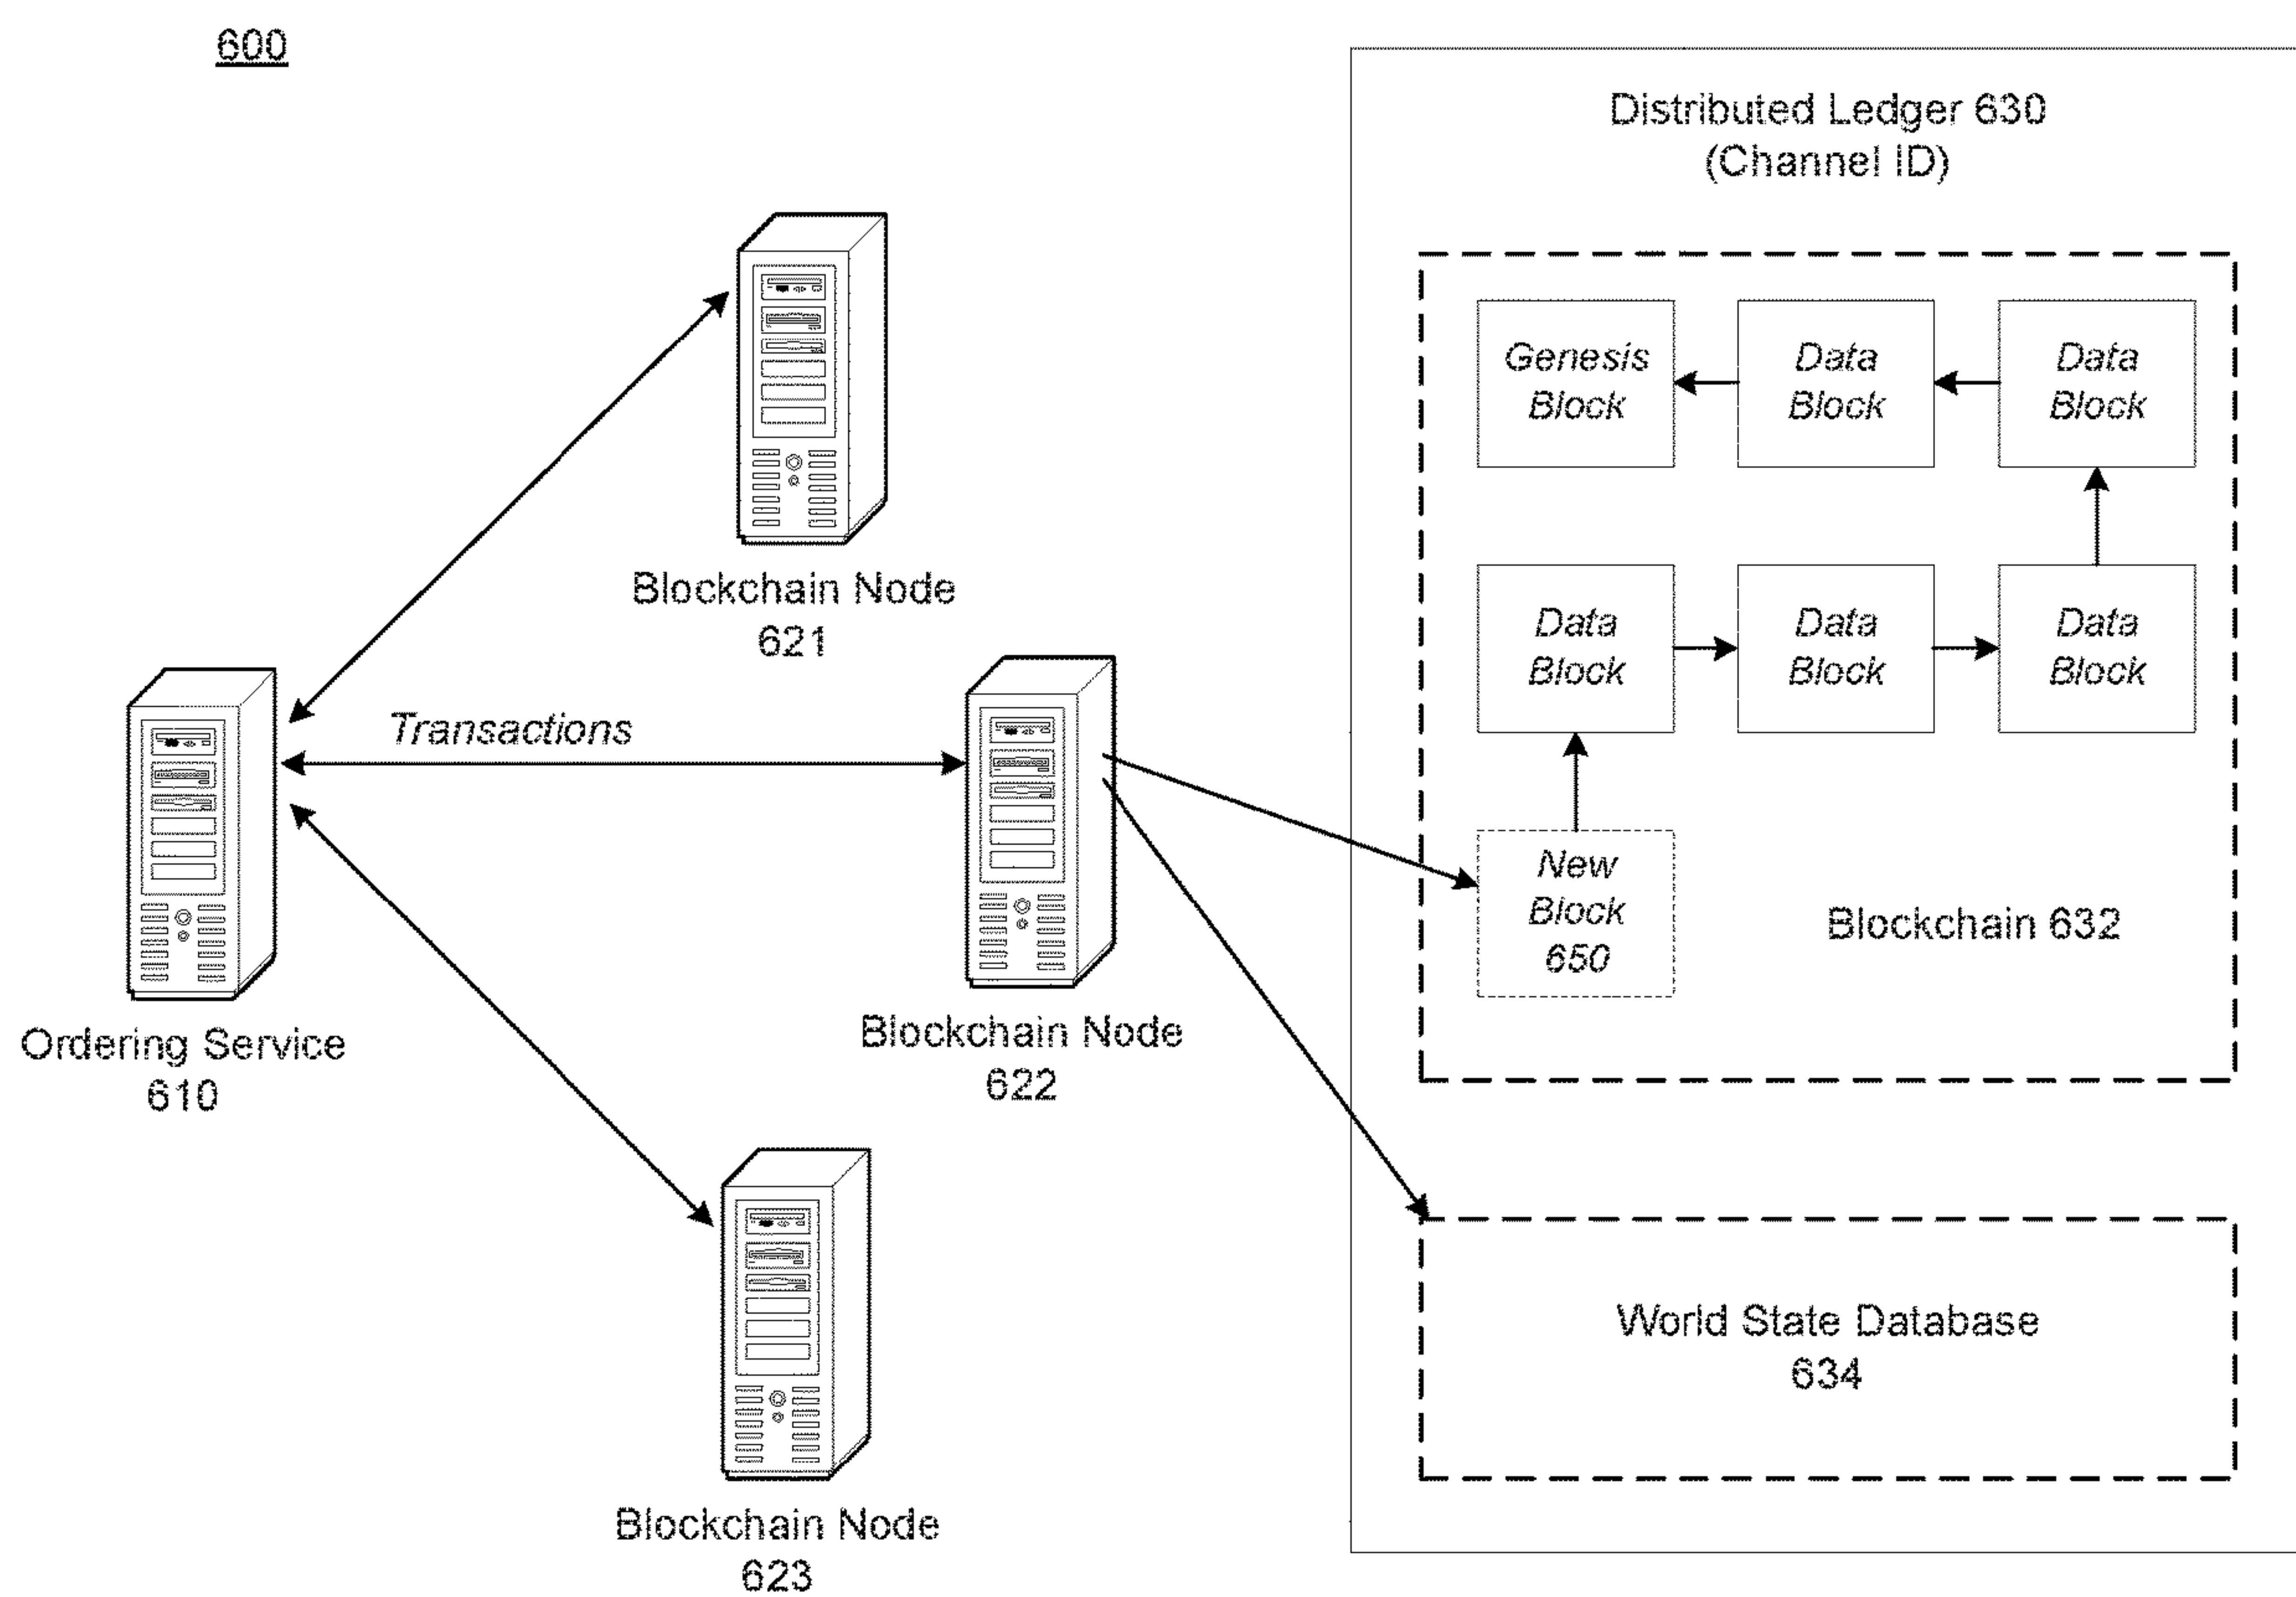 600
Distributed Ledger 630
(Channel ID)
Genesis
Block
Data
Block
Data
Block
Blockchain Node
621
Data
Block
Data
Block
Data
Block
Transactions
New
Block
650
Blockchain 632
Ordering Service
610
Blockchain Node
622
World State Database
634
Blockchain Node
623